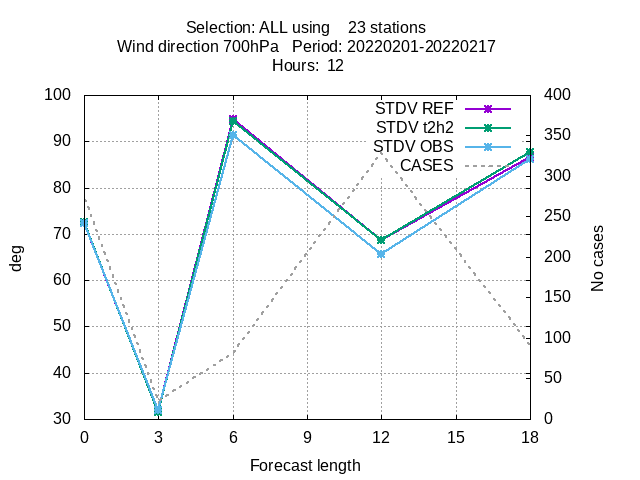 Selection: ALL using 23 stations
Wind direction 700hPa Period: 20220201-20220217
Hours: 12
STDV REF
STDV t2h2
STDV OBS
CASES
deg
100
90
80
70
60
50
40
30
400
350
300
250
200
150
100
50
0
No cases
0 3 6 9 12 15 18
Forecast length